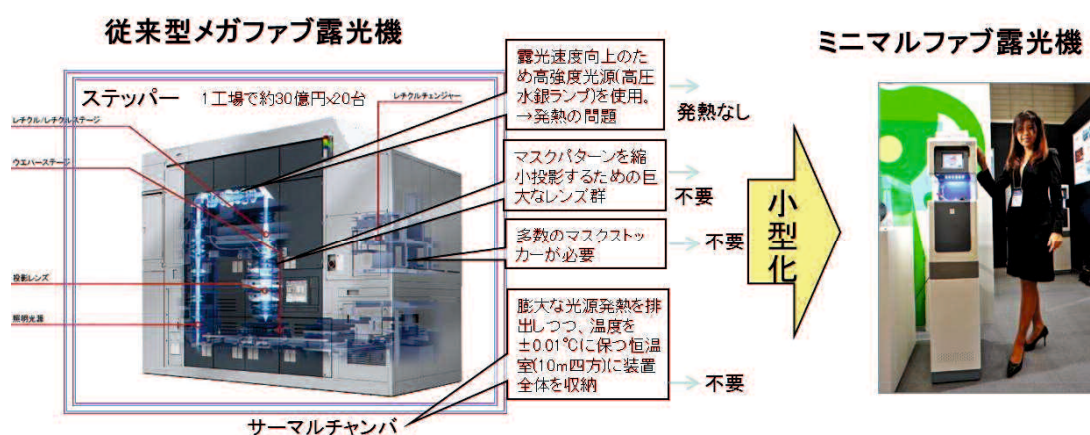 従来型メガファブ露光機
ミニマルファブ露光機
ステッパー 1工場で約30億円×20台
レチクルチェンジャー
レチクル/レチクルステージ
ウエハーステージ
投影レンズ
照明光源
露光速度向上のた
め高強度光源(高圧
水銀ランプ)を使用。
→発熱の問題
発熱なし
マスクパターンを縮
小投影するための巨
大なレンズ群
不要
多数のマスクストッ
カーが必要
不要
膨大な光源発熱を排
出しつつ、温度を
±0.01℃に保つ恒温
室(10m四方)に装置
全体を収納
不要
小型化
サーマルチャンバ